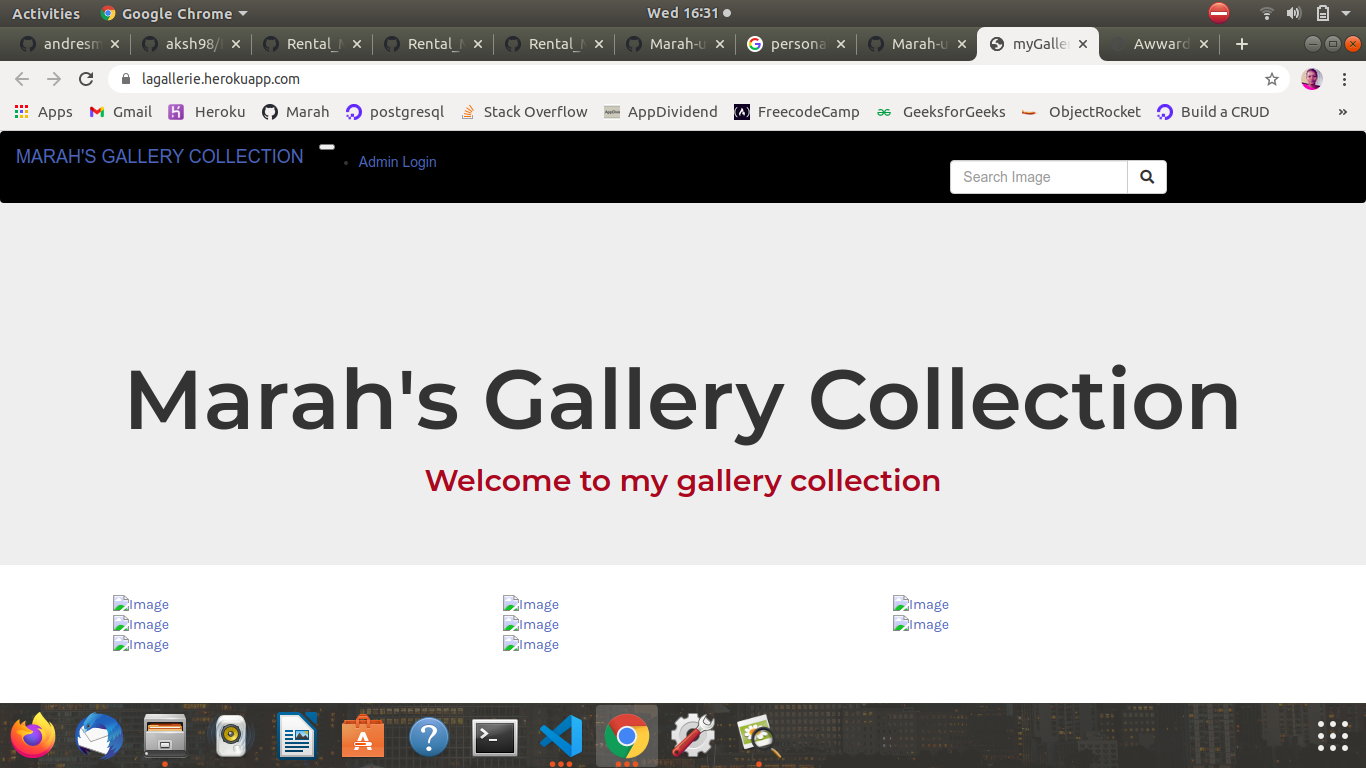 Activities Google Chrome Wed 16:31
andresm aksh98/ Rental_ Rental_ Rental_ Marah-u persona Marah-u myGalle Awward
lagallerie.herokuapp.com
Apps Gmail Heroku Marah postgresql Stack Overflow AppDividend FreecodeCamp GeeksforGeeks ObjectRocket Build a CRUD »
MARAH'S GALLERY COLLECTION Admin Login
Search Image
Marah's Gallery Collection
Welcome to my gallery collection
Image Image Image
Image Image Image
Image Image